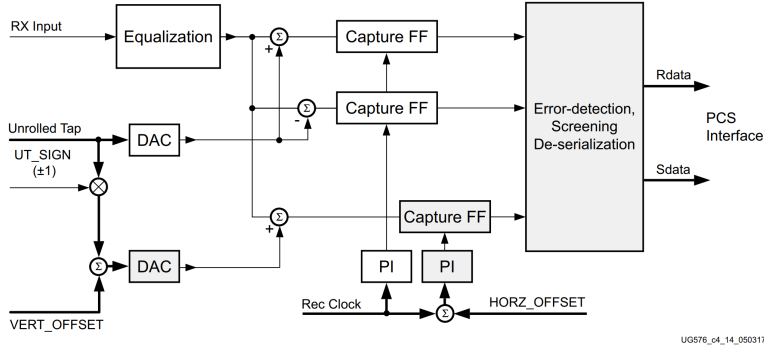 RX Input
Equalization
Σ
+
Capture FF
Σ
-
Capture FF
Error-detection,
Screening
De-serialization
Rdata
PCS
Interface
Sdata
Unrolled Tap
DAC
UT_SIGN
(±1)
Σ
+
Capture FF
Σ
DAC
PI
PI
VERT_OFFSET
Rec Clock
Σ
HORZ_OFFSET
UG576_c4_14_050317